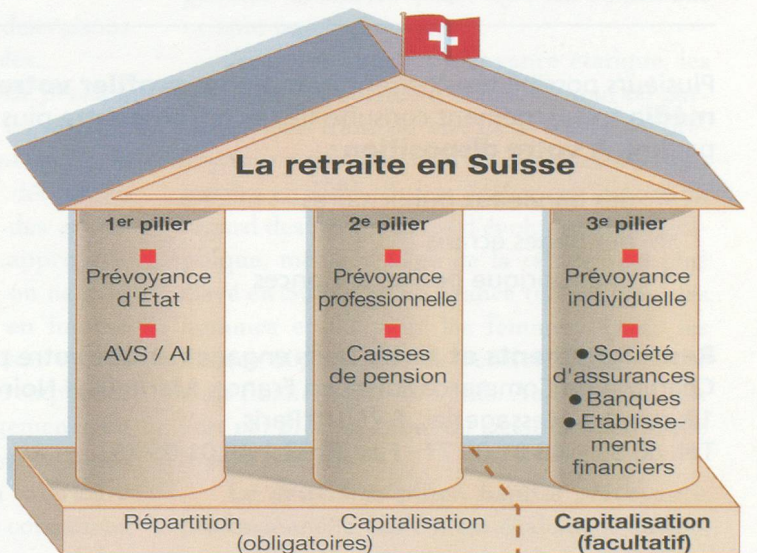 La retraite en Suisse
1er pilier
Prévoyance
d'État
AVS / AI
2e pilier
Prévoyance
professionnelle
Caisses
de pension
3e pilier
Prévoyance
individuelle
● Société
d'assurances
● Banques
● Etablisse-
ments
financiers
Répartition
Capitalisation
(obligatoires)
Capitalisation
(facultatif)